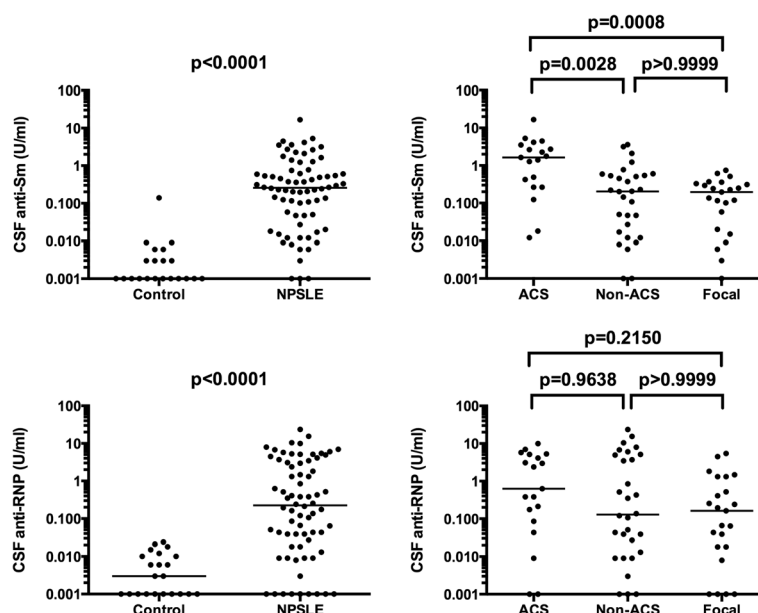 p<0.0001
CSF anti-Sm (U/ml)
100
10
1
0.100
0.010
0.001
Control NPSLE
p=0.0008
p=0.0028 p>0.9999
CSF anti-Sm (U/ml)
100
10
1
0.100
0.010
0.001
ACS Non-ACS Focal
p<0.0001
CSF anti-RNP (U/ml)
100
10
1
0.100
0.010
0.001
Control NPSLE
p=0.2150
p=0.9638 p>0.9999
CSF anti-RNP (U/ml)
100
10
1
0.100
0.010
0.001
ACS Non-ACS Focal